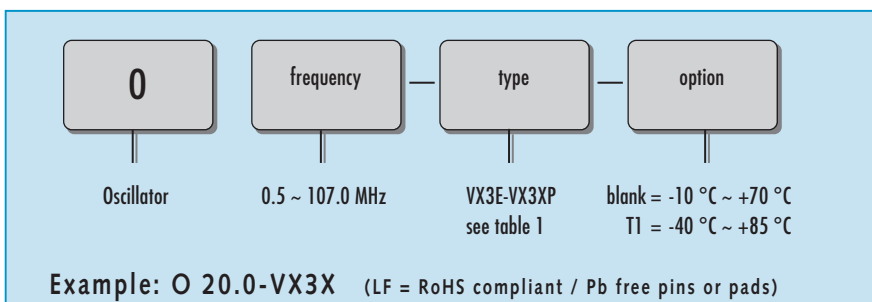 O frequency — type — option
Oscillator 0.5 ~ 107.0 MHz VX3E-VX3XP blank = -10 °C ~ +70 °C
see table 1 T1 = -40 °C ~ +85 °C
Example: O 20.0-VX3X (LF = RoHS compliant / Pb free pins or pads)